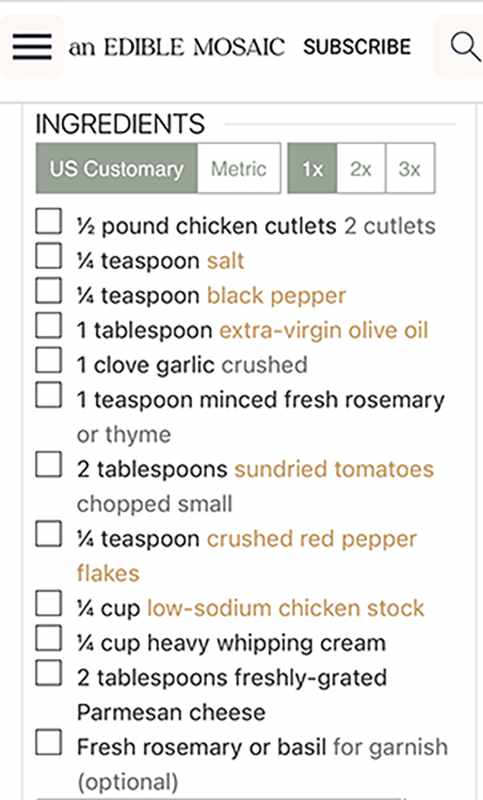 an EDIBLE MOSAIC SUBSCRIBE
INGREDIENTS
US Customary Metric 1x 2x 3x
½ pound chicken cutlets 2 cutlets
¼ teaspoon salt
¼ teaspoon black pepper
1 tablespoon extra-virgin olive oil
1 clove garlic crushed
1 teaspoon minced fresh rosemary
or thyme
2 tablespoons sundried tomatoes
chopped small
¼ teaspoon crushed red pepper
flakes
¼ cup low-sodium chicken stock
¼ cup heavy whipping cream
2 tablespoons freshly-grated
Parmesan cheese
Fresh rosemary or basil for garnish
(optional)